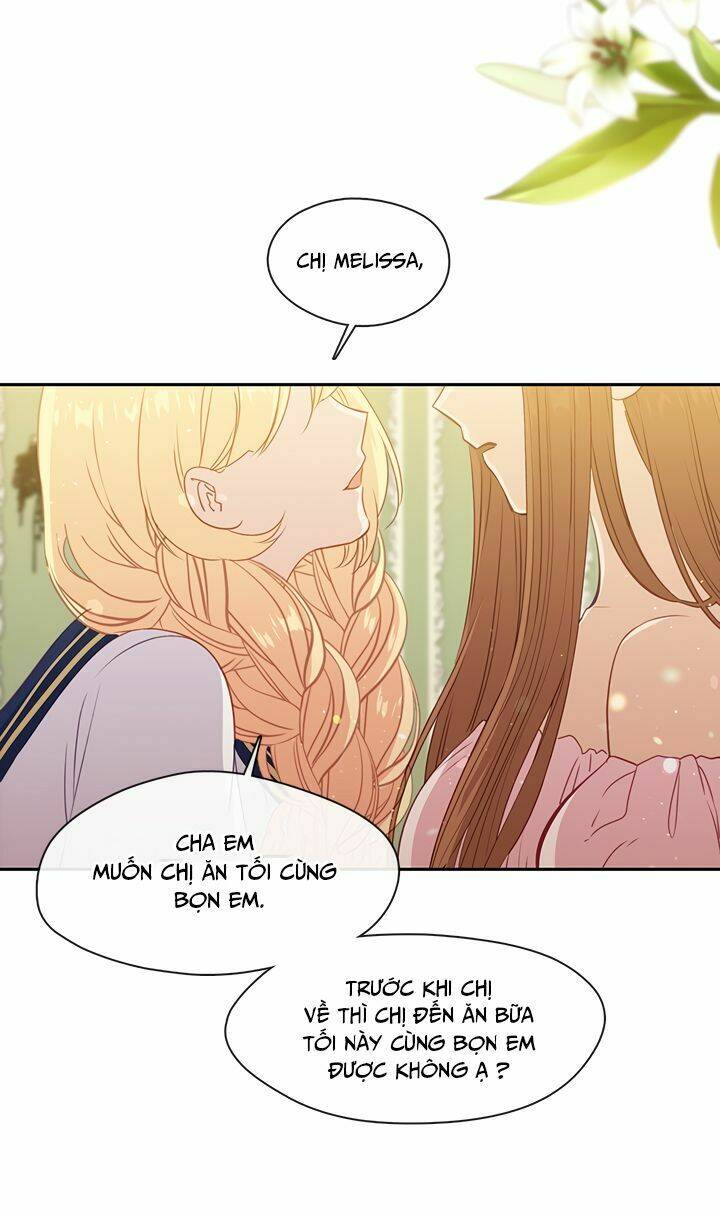 CHỊ MELISSA,
CHA EM
MUỐN CHỊ ĂN TỐI CÙNG
BỌN EM.
TRƯỚC KHI CHỊ
VỀ THÌ CHỊ ĐẾN ĂN BỮA
TỐI NÀY CÙNG BỌN EM
ĐƯỢC KHÔNG Ạ ?